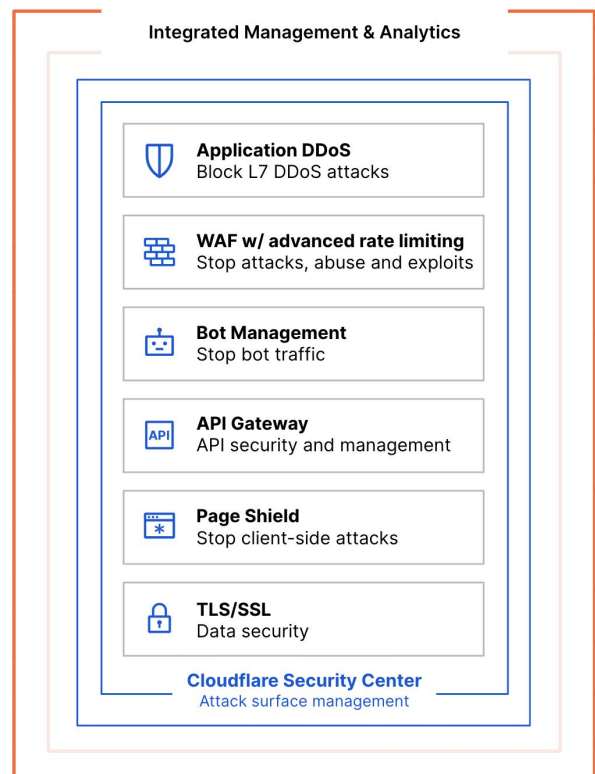 Integrated Management & Analytics
Application DDoS
Block L7 DDoS attacks
WAF w/ advanced rate limiting
Stop attacks, abuse and exploits
Bot Management
Stop bot traffic
API
API Gateway
API security and management
Page Shield
Stop client-side attacks
TLS/SSL
Data security
Cloudflare Security Center
Attack surface management